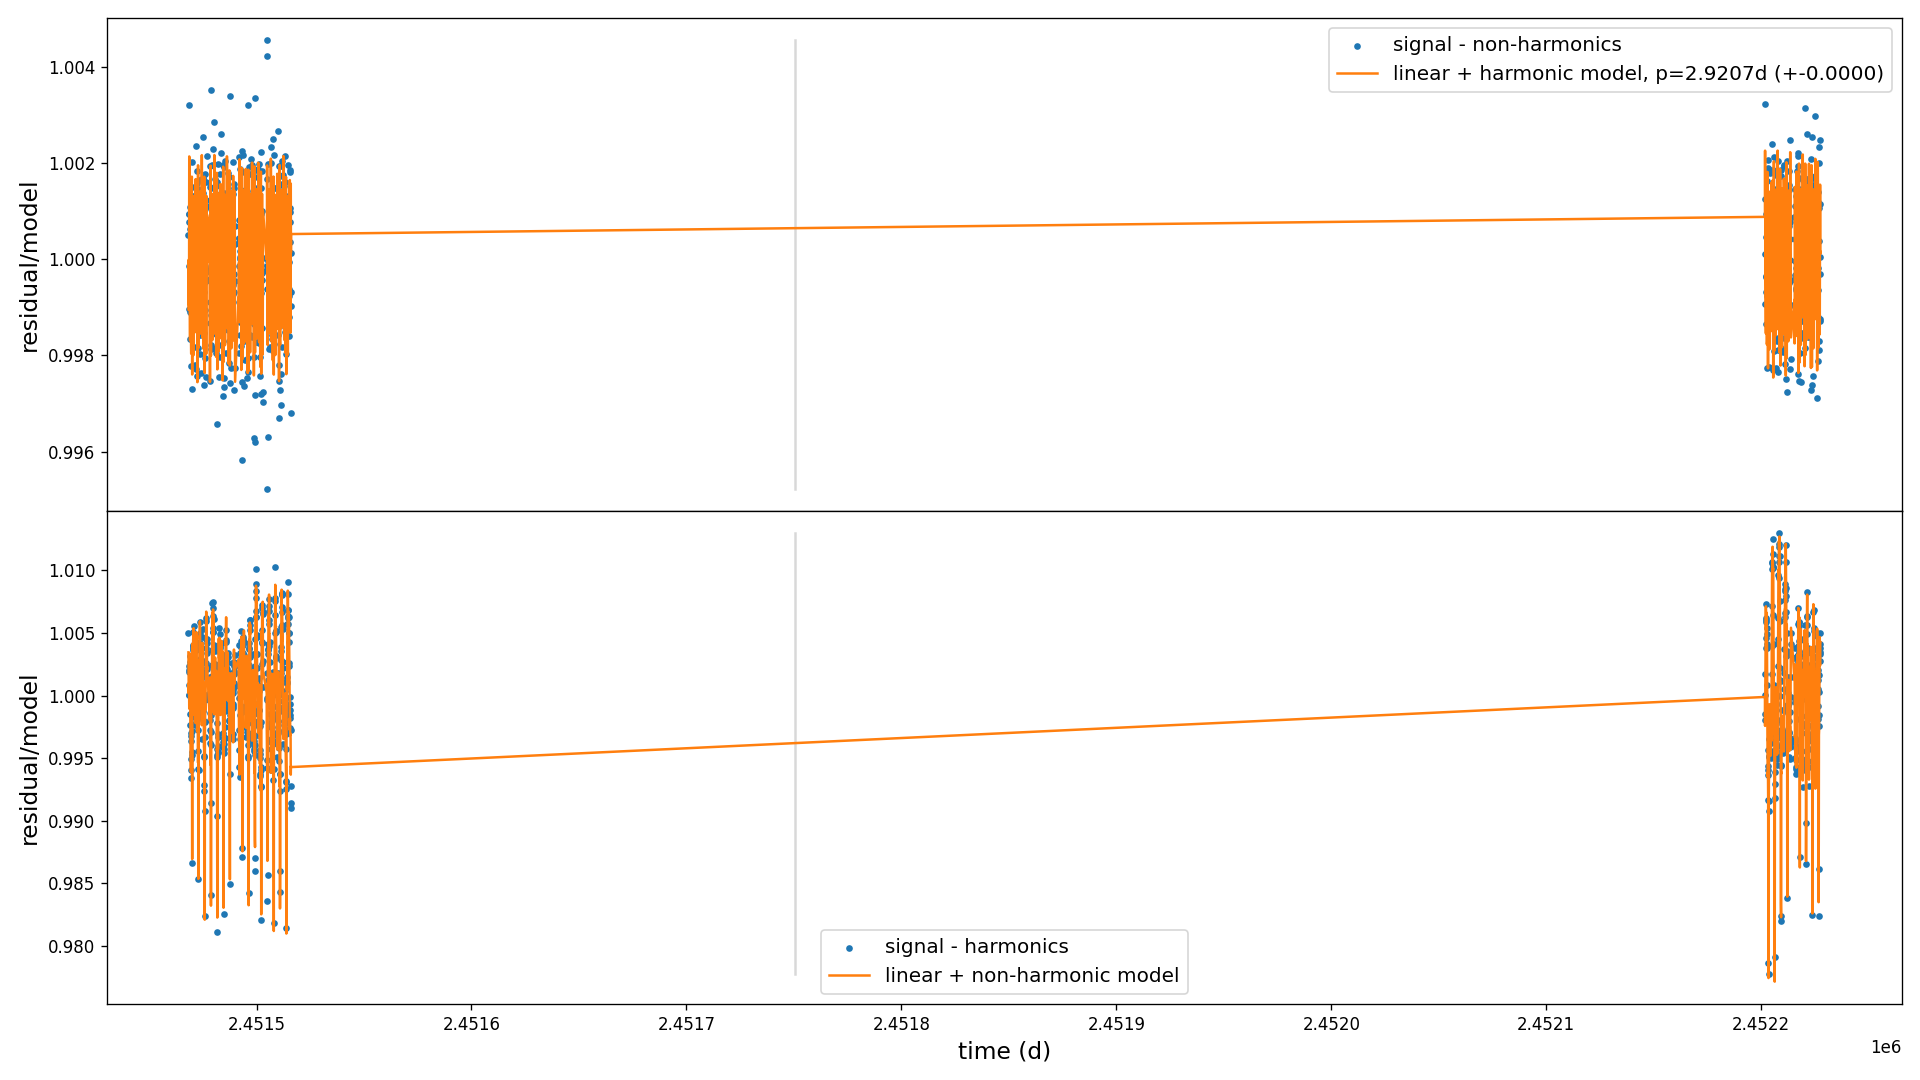 signal - non-harmonics
linear + harmonic model, p=2.9207d (+-0.0000)
1.004
1.002
1.000
0.998
0.996
residual/model
1.010
1.005
1.000
0.995
0.990
0.985
0.980
residual/model
signal - harmonics
linear + non-harmonic model
2.4515
2.4516
2.4517
2.4518
2.4519
2.4520
2.4521
2.4522
1e6
time (d)